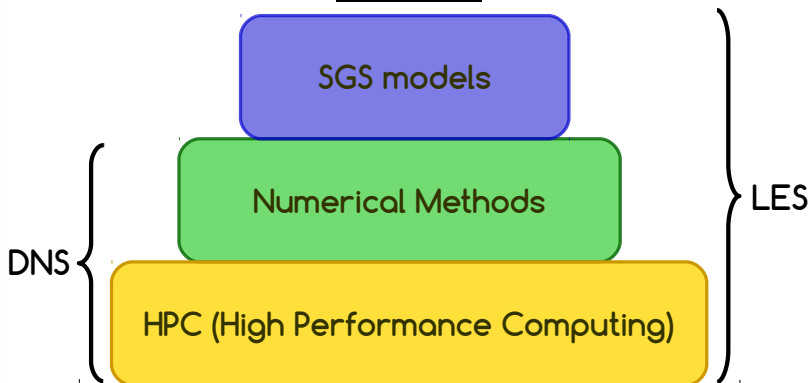 SGS models
Numerical Methods
LES
DNS
HPC (High Performance Computing)